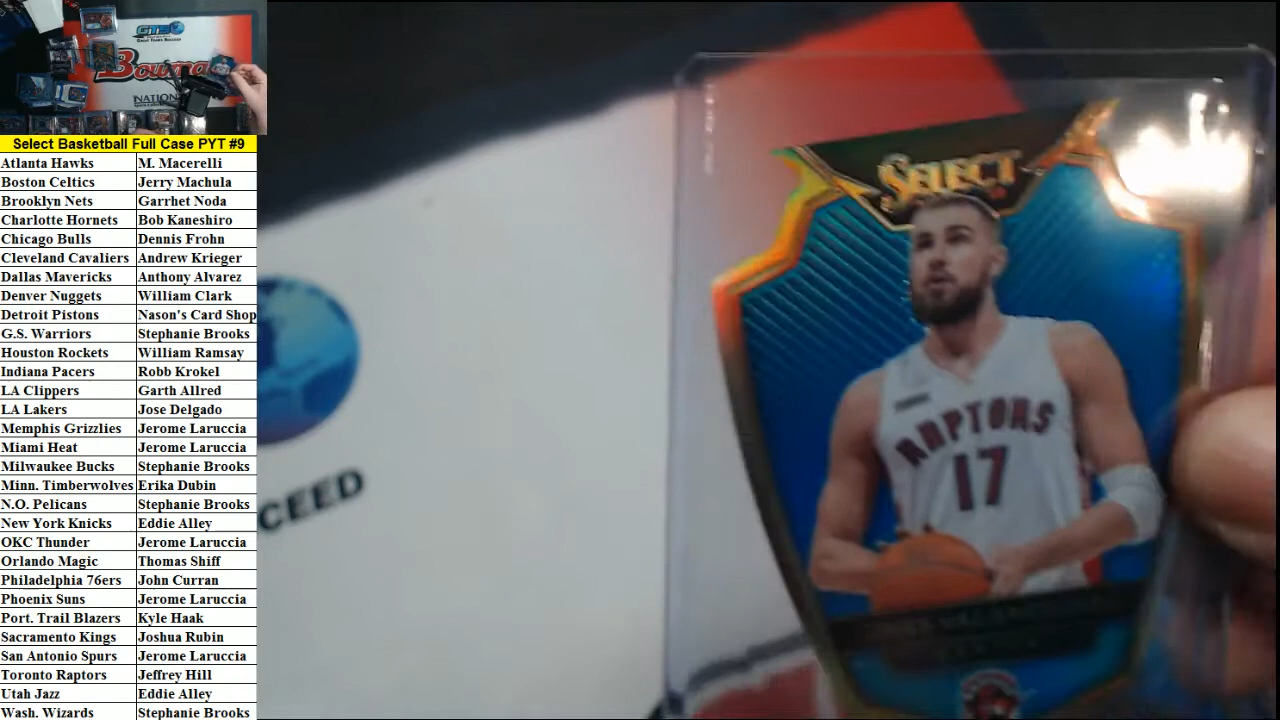 GTS
Bowma
NATION
Select Basketball Full Case PYT #9
Atlanta Hawks M. Macerelli
Boston Celtics Jerry Machula
Brooklyn Nets Garrhet Noda
Charlotte Hornets Bob Kaneshiro
Chicago Bulls Dennis Frohn
Cleveland Cavaliers Andrew Krieger
Dallas Mavericks Anthony Alvarez
Denver Nuggets William Clark
Detroit Pistons Nason's Card Shop
G.S. Warriors Stephanie Brooks
Houston Rockets William Ramsay
Indiana Pacers Robb Krokel
LA Clippers Garth Allred
LA Lakers Jose Delgado
Memphis Grizzlies Jerome Laruccia
Miami Heat Jerome Laruccia
Milwaukee Bucks Stephanie Brooks
Minn. Timberwolves Erika Dubin
N.O. Pelicans Stephanie Brooks
New York Knicks Eddie Alley
OKC Thunder Jerome Laruccia
Orlando Magic Thomas Shiff
Philadelphia 76ers John Curran
Phoenix Suns Jerome Laruccia
Port. Trail Blazers Kyle Haak
Sacramento Kings Joshua Rubin
San Antonio Spurs Jerome Laruccia
Toronto Raptors Jeffrey Hill
Utah Jazz Eddie Alley
Wash. Wizards Stephanie Brooks
CEED
SELECT
RAPTORS
17